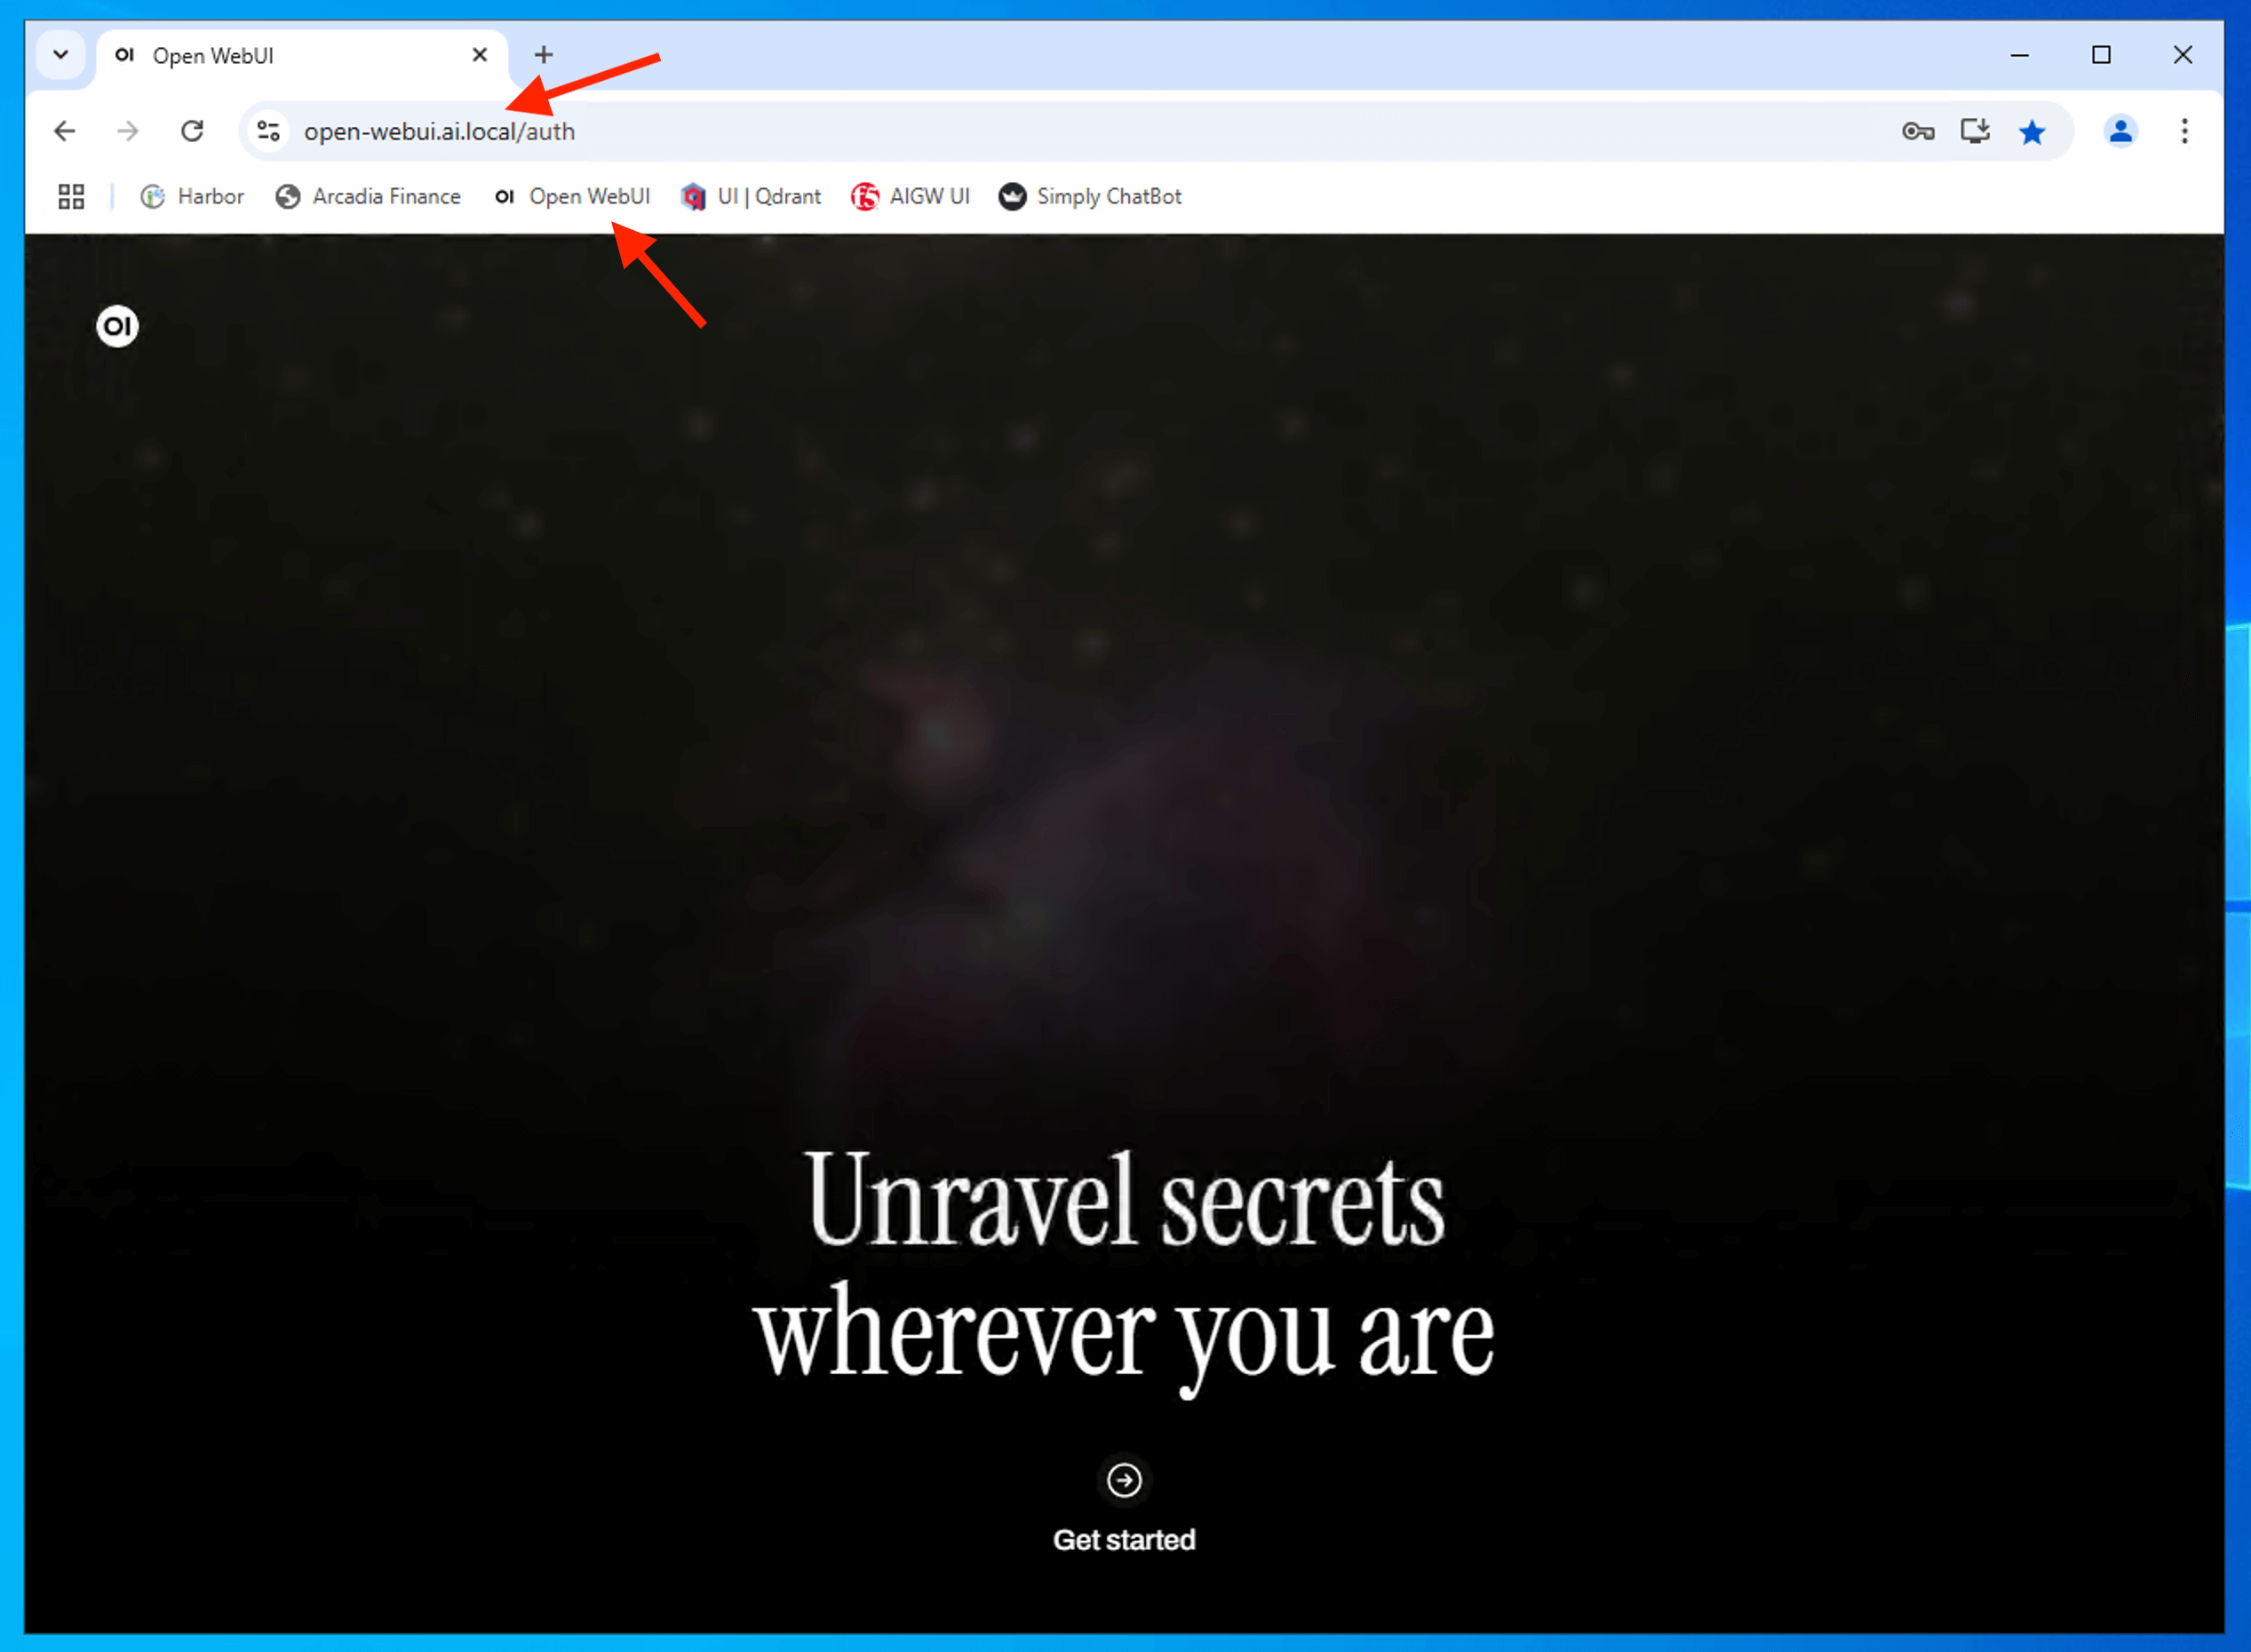 OI Open WebUI
open-webui.ai.local/auth
Harbor Arcadia Finance OI Open WebUI UI | Qdrant f5 AIGW UI Simply ChatBot
OI
Unravel secrets
wherever you are
Get started